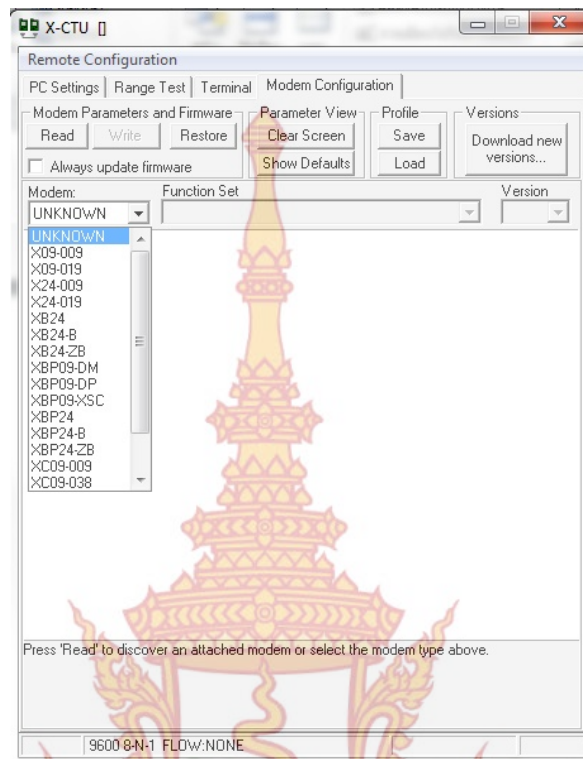 X-CTU []
Remote Configuration
PC Settings Range Test Terminal Modem Configuration
Modem Parameters and Firmware Parameter View Profile Versions
Read Write Restore Clear Screen Save Download new versions...
Always update firmware Show Defaults Load
Modem: Function Set Version
UNKNOWN
UNKNOWN
X09-009
X09-019
X24-009
X24-019
XB24
XB24-B
XB24-ZB
XBP09-DM
XBP09-DP
XBP09-XSC
XBP24
XBP24-B
XBP24-ZB
XC09-009
XC09-038
Press 'Read' to discover an attached modem or select the modem type above.
9600 8-N-1 FLOW:NONE